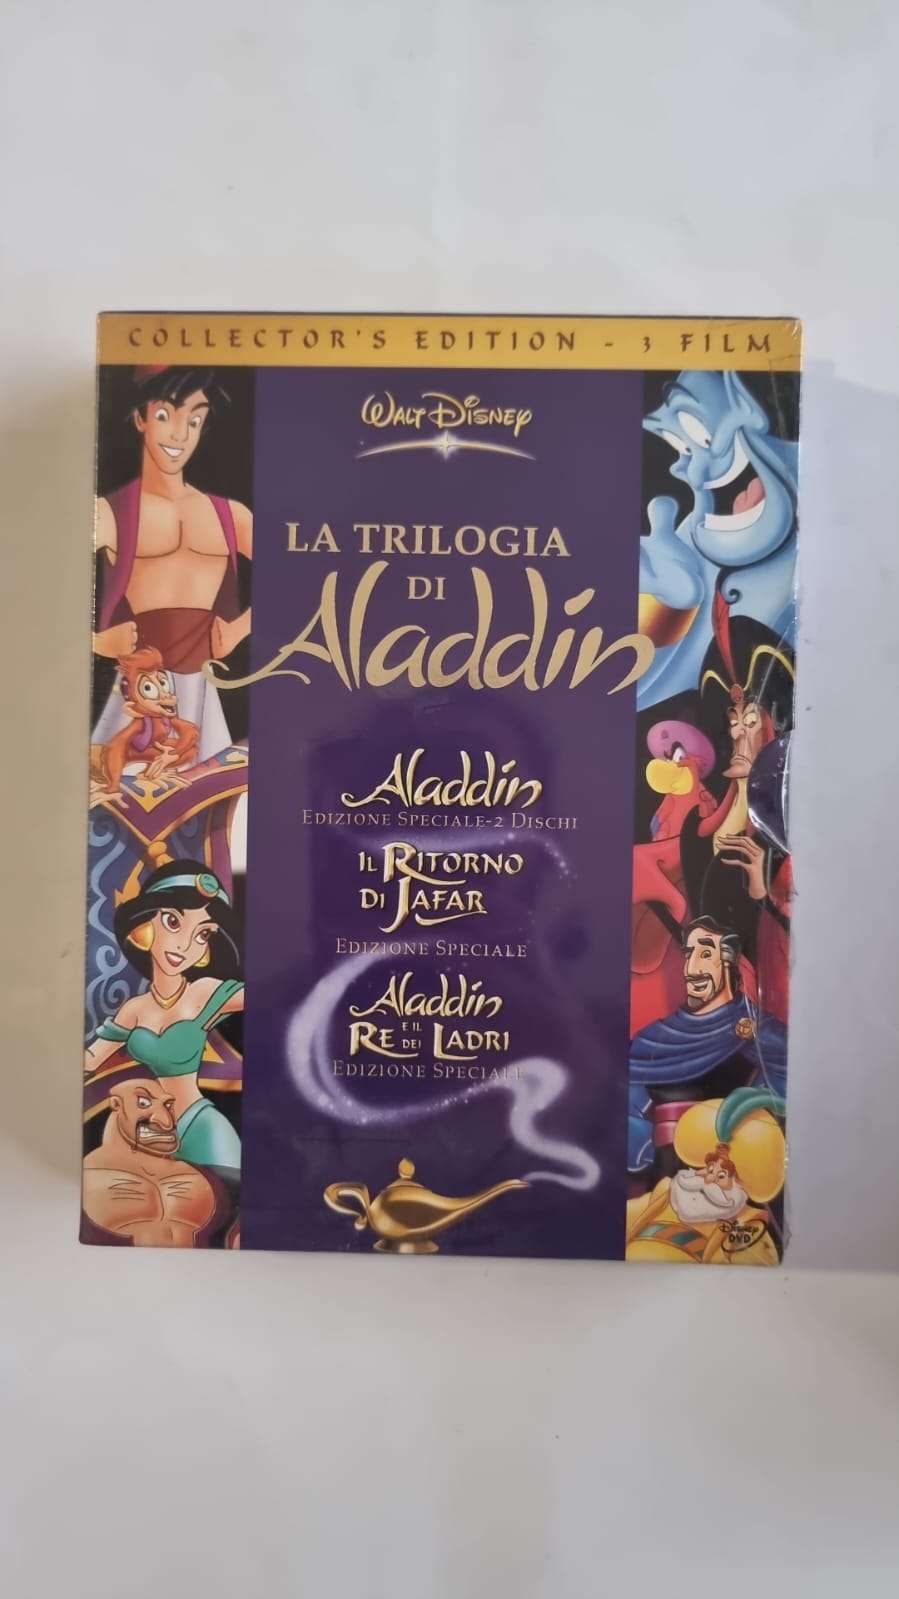 COLLECTOR'S EDITION - 3 FILM
WALT DISNEY
LA TRILOGIA
DI
Aladdin
Aladdin
EDIZIONE SPECIALE-2 DISCHI
IL RITORNO
DI JAFAR
EDIZIONE SPECIALE
Aladdin
E IL
RE DEI LADRI
EDIZIONE SPECIALE
DISNEY
DVD